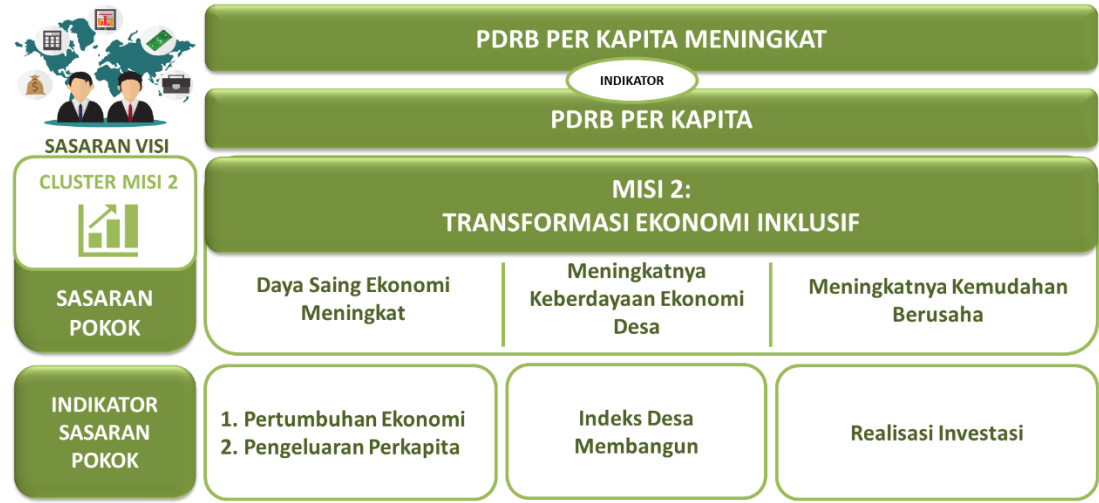 PDRB PER KAPITA MENINGKAT
INDIKATOR
PDRB PER KAPITA
SASARAN VISI
CLUSTER MISI 2
MISI 2:
TRANSFORMASI EKONOMI INKLUSIF
SASARAN
POKOK
Daya Saing Ekonomi
Meningkat
Meningkatnya
Keberdayaan Ekonomi
Desa
Meningkatnya Kemudahan
Berusaha
INDIKATOR
SASARAN
POKOK
1. Pertumbuhan Ekonomi
2. Pengeluaran Perkapita
Indeks Desa
Membangun
Realisasi Investasi